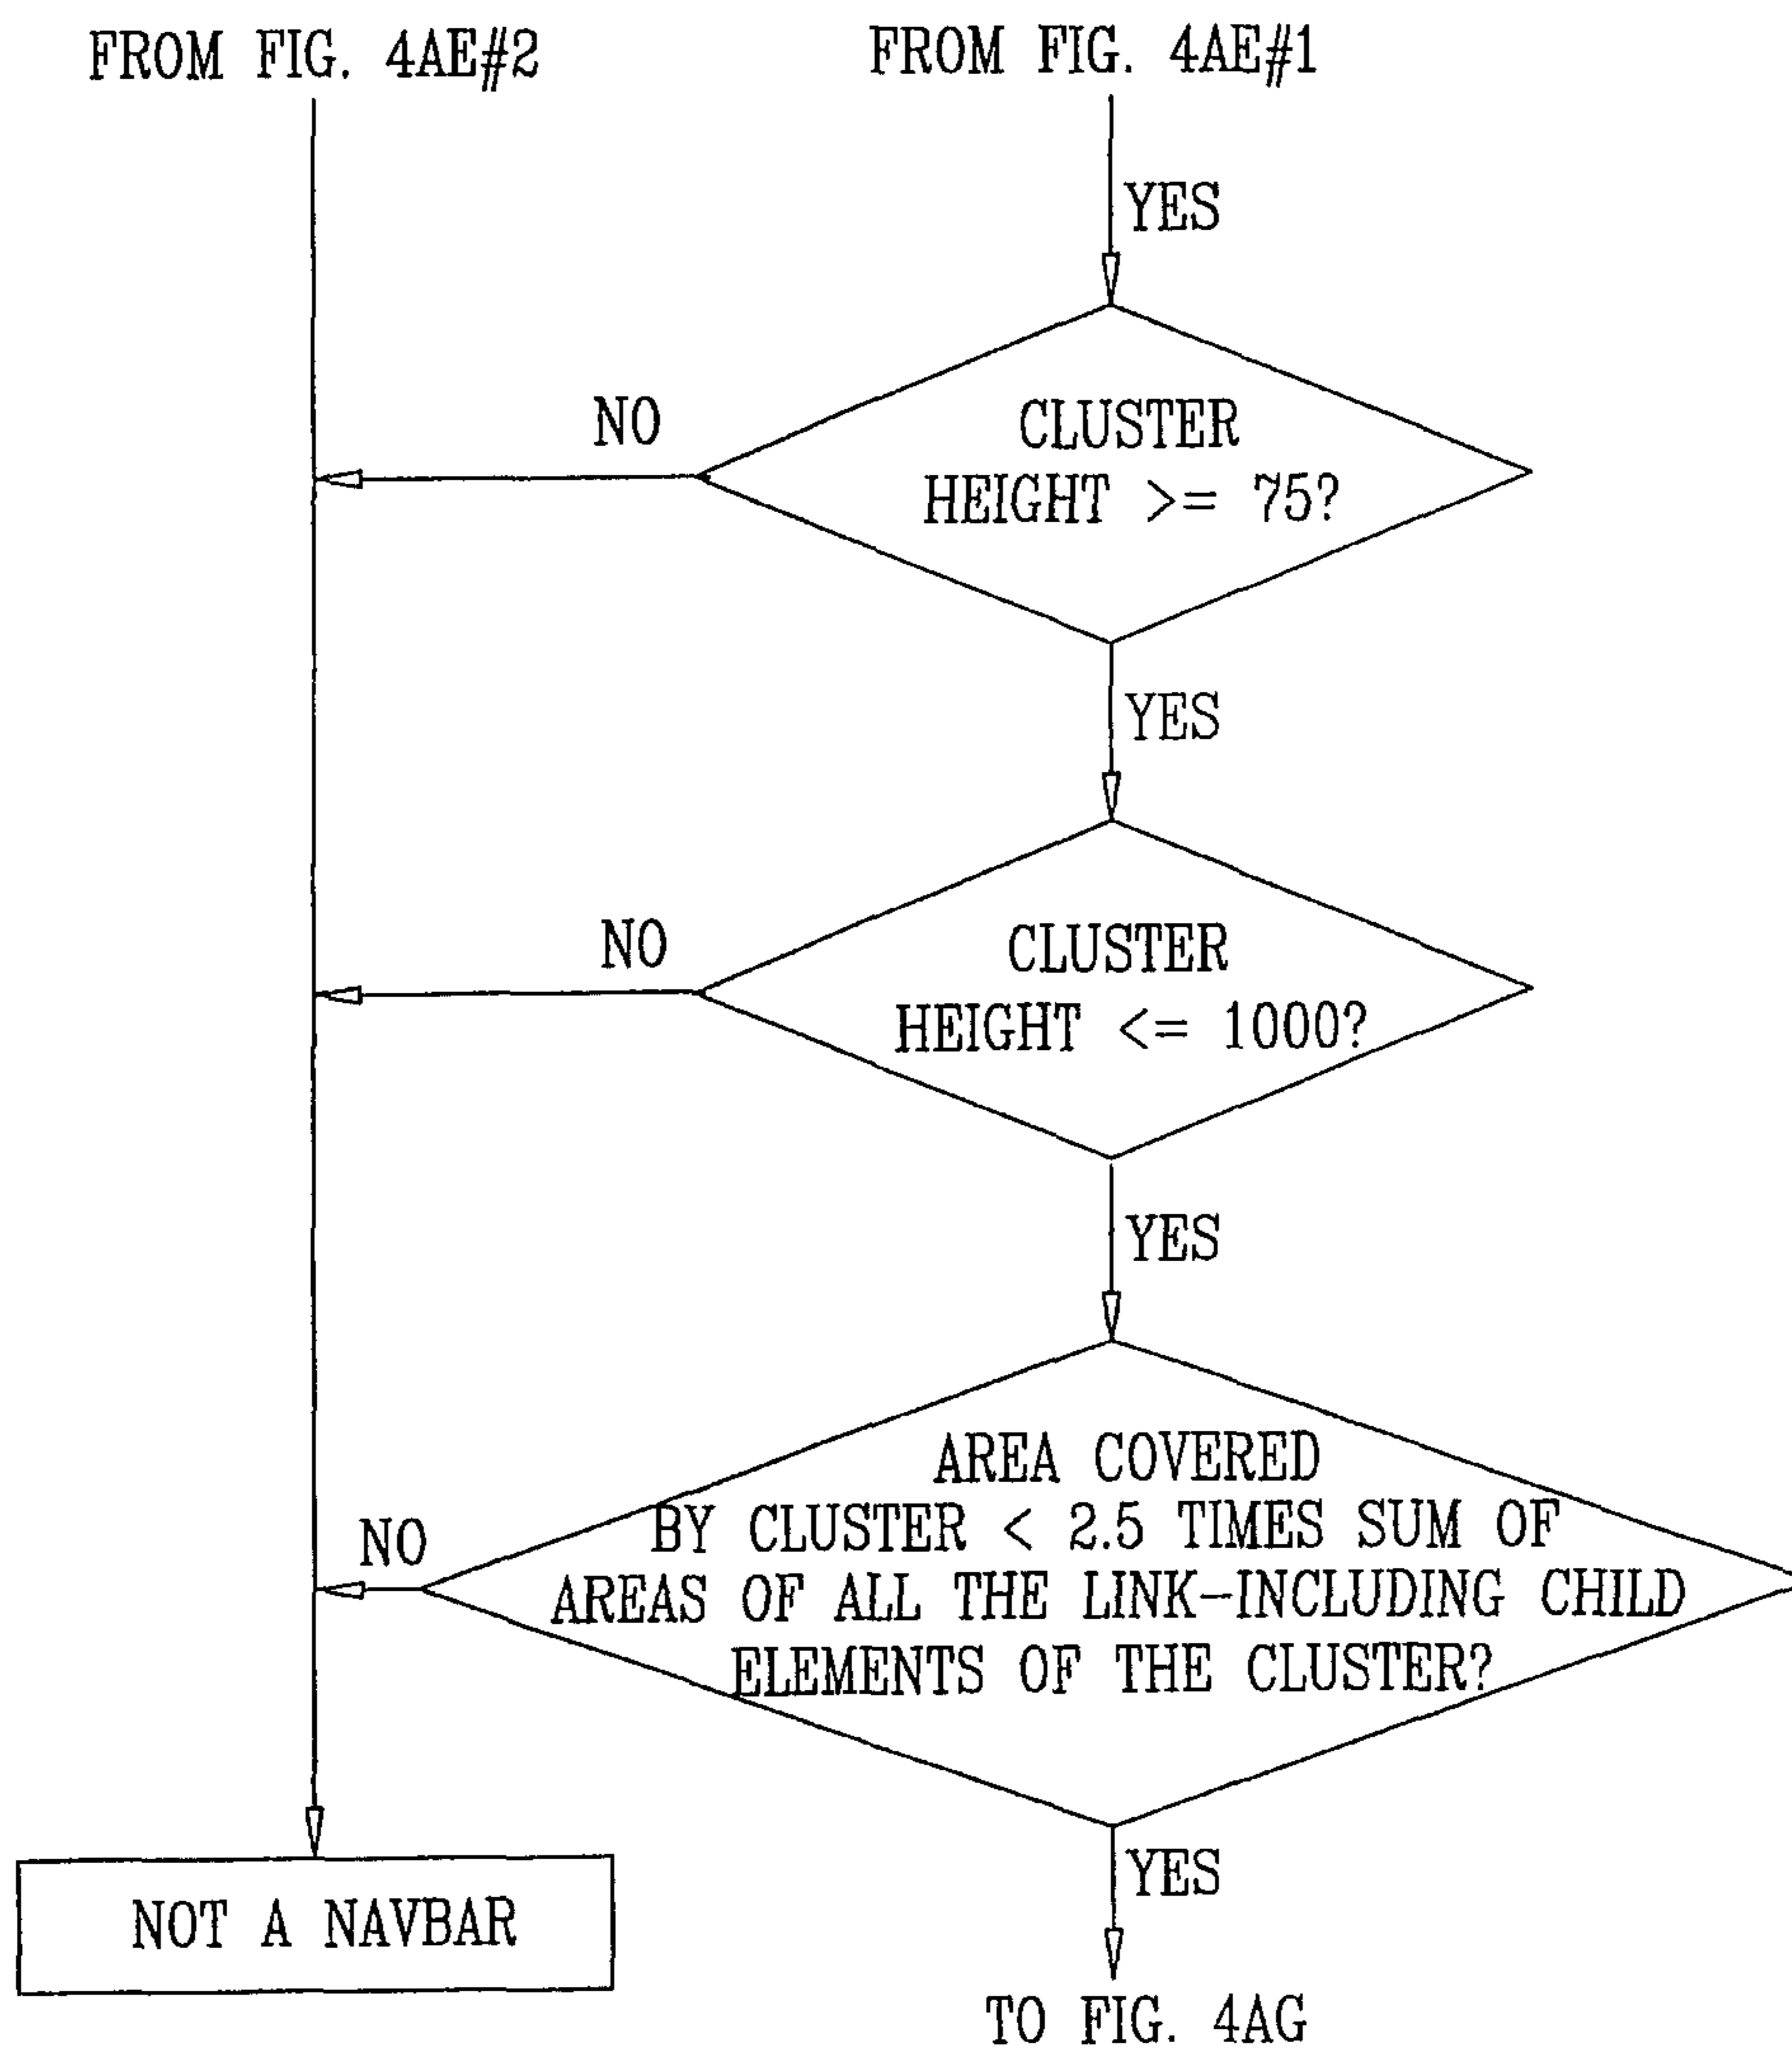 FROM FIG. 4AE#2
FROM FIG. 4AE#1
YES
CLUSTER
HEIGHT >= 75?
NO
YES
CLUSTER
HEIGHT <= 1000?
NO
YES
AREA COVERED
BY CLUSTER < 2.5 TIMES SUM OF
AREAS OF ALL THE LINK-INCLUDING CHILD
ELEMENTS OF THE CLUSTER?
NO
YES
NOT A NAVBAR
TO FIG. 4AG